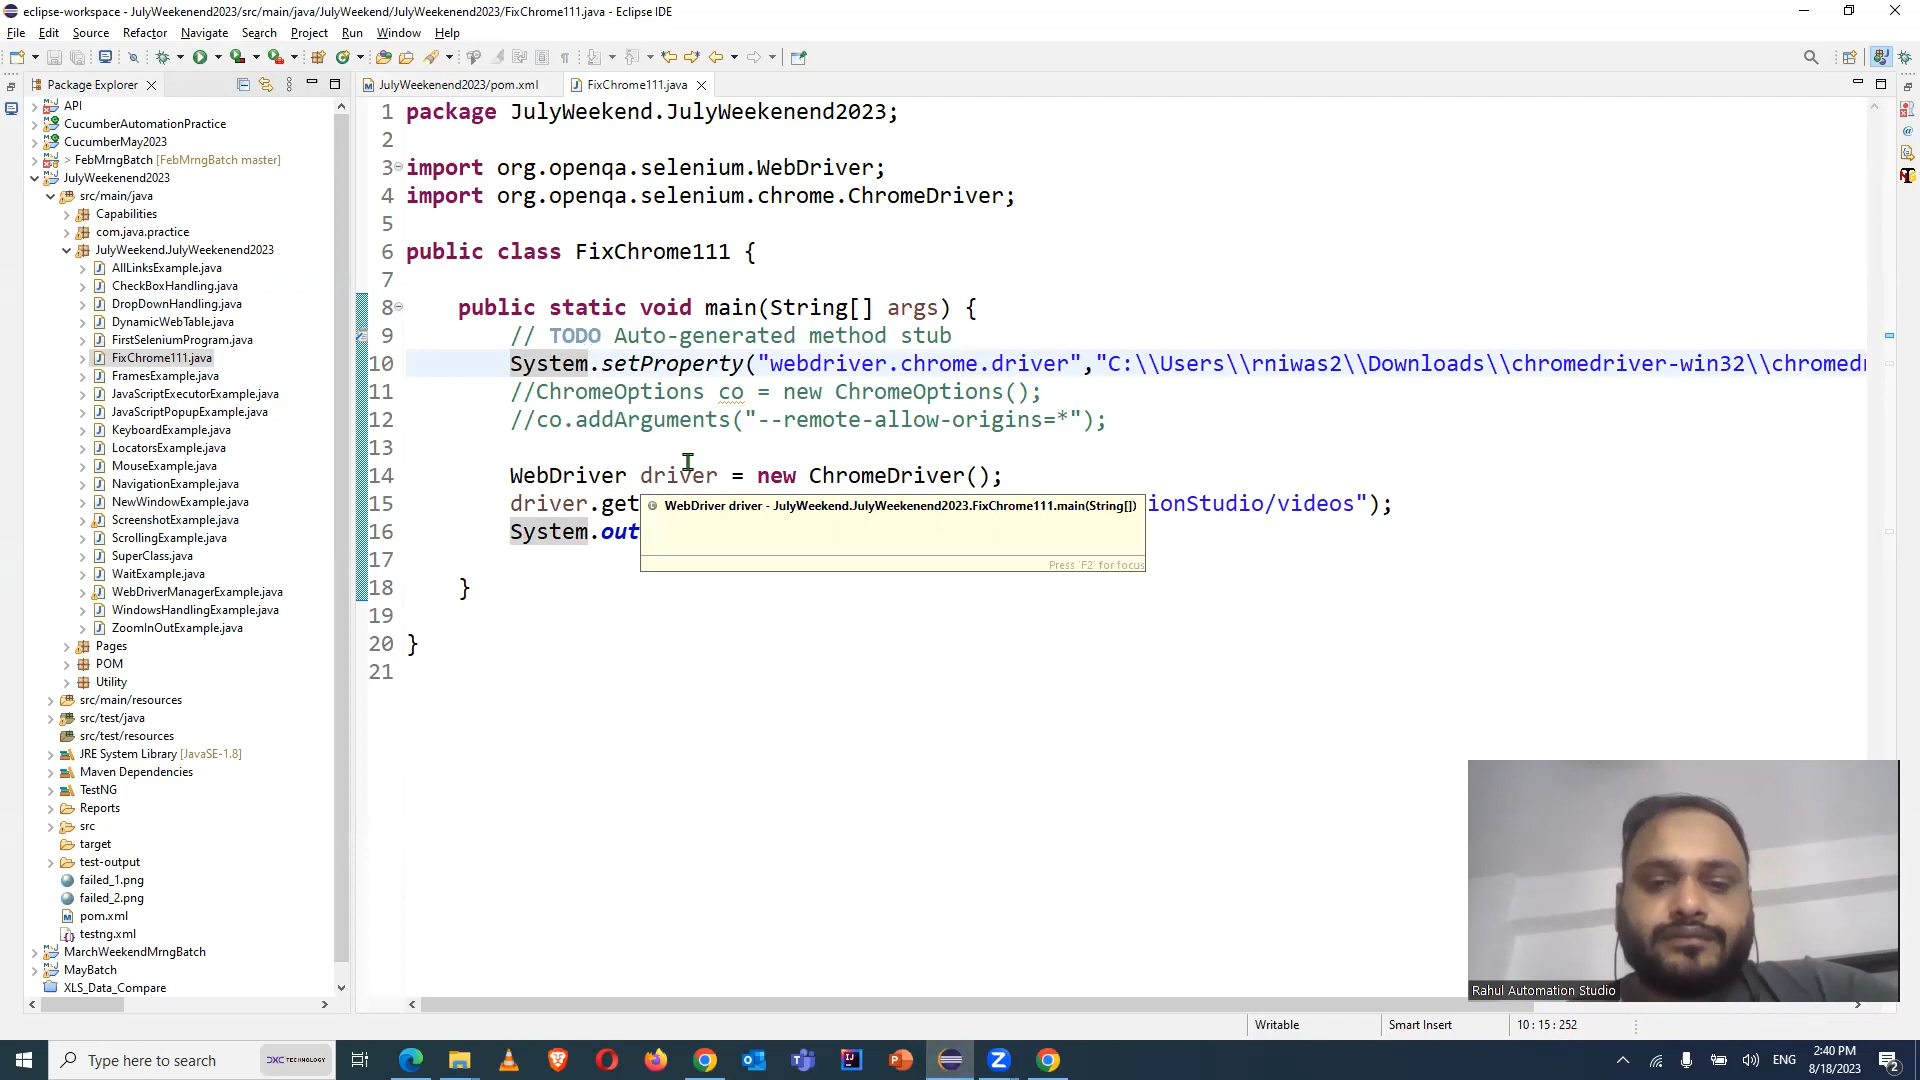 eclipse-workspace - JulyWeekenend2023/src/main/java/JulyWeekend/JulyWeekenend2023/FixChrome111.java - Eclipse IDE
File Edit Source Refactor Navigate Search Project Run Window Help
Package Explorer
JulyWeekenend2023/pom.xml
FixChrome111.java
API
CucumberAutomationPractice
CucumberMay2023
> FebMrngBatch [FebMrngBatch master]
JulyWeekenend2023
src/main/java
Capabilities
com.java.practice
JulyWeekend.JulyWeekenend2023
AllLinksExample.java
CheckBoxHandling.java
DropDownHandling.java
DynamicWebTable.java
FirstSeleniumProgram.java
FixChrome111.java
FramesExample.java
JavaScriptExecutorExample.java
JavaScriptPopupExample.java
KeyboardExample.java
LocatorsExample.java
MouseExample.java
NavigationExample.java
NewWindowExample.java
ScreenshotExample.java
ScrollingExample.java
SuperClass.java
WaitExample.java
WebDriverManagerExample.java
WindowsHandlingExample.java
ZoomInOutExample.java
Pages
POM
Utility
src/main/resources
src/test/java
src/test/resources
JRE System Library [JavaSE-1.8]
Maven Dependencies
TestNG
Reports
src
target
test-output
failed_1.png
failed_2.png
pom.xml
testng.xml
MarchWeekendMrngBatch
MayBatch
XLS_Data_Compare
1 package JulyWeekend.JulyWeekenend2023;
2
3 import org.openqa.selenium.WebDriver;
4 import org.openqa.selenium.chrome.ChromeDriver;
5
6 public class FixChrome111 {
7
8 public static void main(String[] args) {
9 // TODO Auto-generated method stub
10 System.setProperty("webdriver.chrome.driver","C:\\Users\\rniwas2\\Downloads\\chromedriver-win32\\chromedr
11 //ChromeOptions co = new ChromeOptions();
12 //co.addArguments("--remote-allow-origins=*");
13
14 WebDriver driver = new ChromeDriver();
15 driver.get ionStudio/videos");
16 System.out
17
18 }
19
20 }
21
WebDriver driver - JulyWeekend.JulyWeekenend2023.FixChrome111.main(String[])
Press 'F2' for focus
Rahul Automation Studio
Writable
Smart Insert
10 : 15 : 252
Type here to search
DXC TECHNOLOGY
ENG
2:40 PM
8/18/2023
2